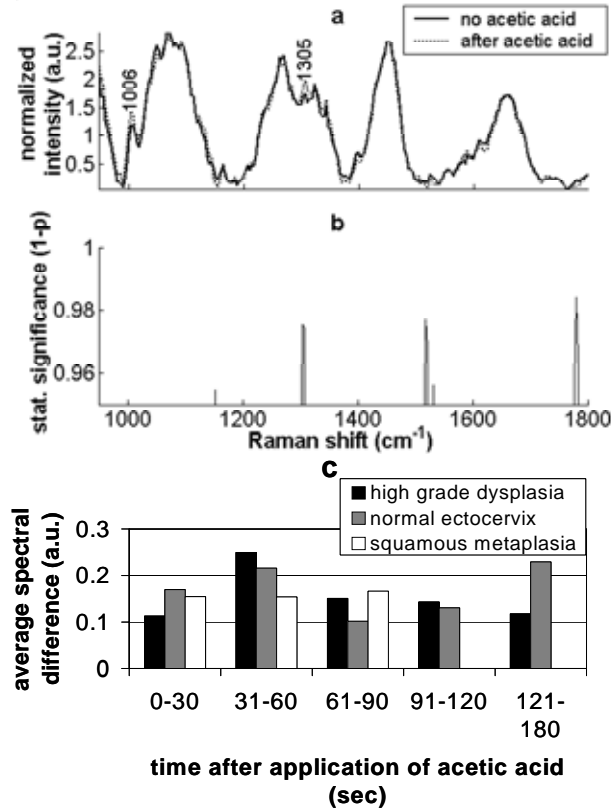 a
no acetic acid
after acetic acid
normalized
intensity (a.u.)
2.5
2
1.5
1
0.5
1006
1305
b
stat. significance (1-p)
1
0.98
0.96
1000 1200 1400 1600 1800
Raman shift (cm⁻¹)
c
high grade dysplasia
normal ectocervix
squamous metaplasia
average spectral
difference (a.u.)
0.3
0.2
0.1
0
0-30 31-60 61-90 91-120 121-
180
time after application of acetic acid
(sec)